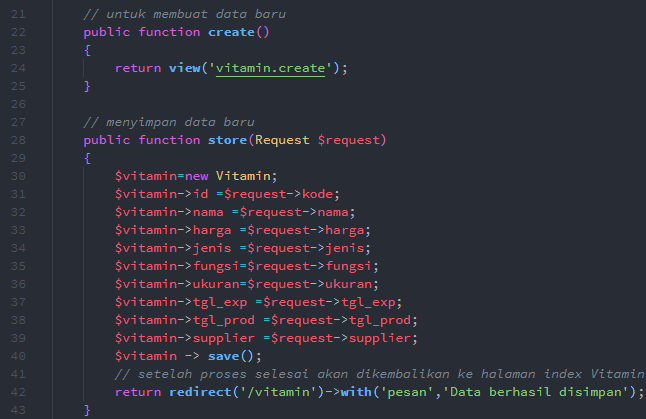 21 // untuk membuat data baru
22 public function create()
23 {
24 return view('vitamin.create');
25 }
26
27 // menyimpan data baru
28 public function store(Request $request)
29 {
30 $vitamin=new Vitamin;
31 $vitamin->id =$request->kode;
32 $vitamin->nama =$request->nama;
33 $vitamin->harga =$request->harga;
34 $vitamin->jenis =$request->jenis;
35 $vitamin->fungsi=$request->fungsi;
36 $vitamin->ukuran=$request->ukuran;
37 $vitamin->tgl_exp =$request->tgl_exp;
38 $vitamin->tgl_prod =$request->tgl_prod;
39 $vitamin->supplier =$request->supplier;
40 $vitamin -> save();
41 // setelah proses selesai akan dikembalikan ke halaman index Vitamin
42 return redirect('/vitamin')->with('pesan','Data berhasil disimpan');
43 }